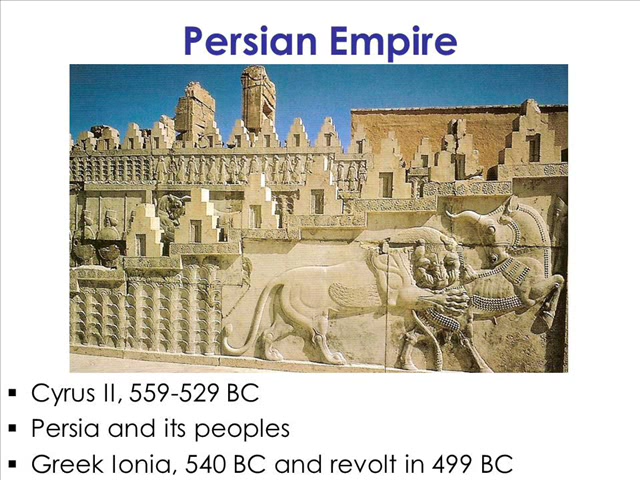 Persian Empire
▪ Cyrus II, 559-529 BC
▪ Persia and its peoples
▪ Greek Ionia, 540 BC and revolt in 499 BC